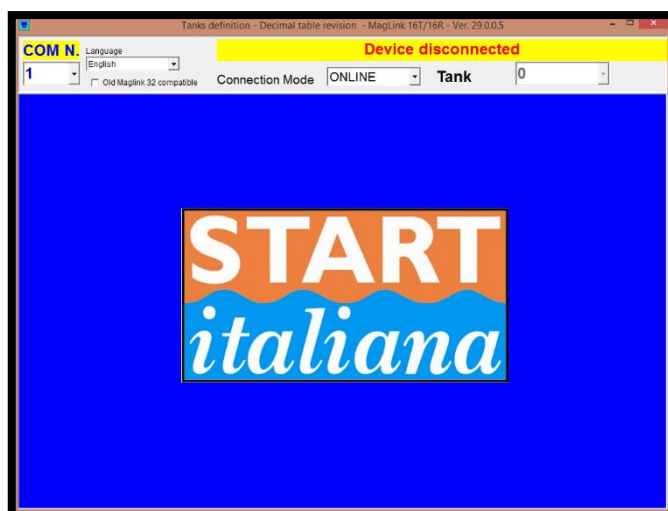 Tanks definition - Decimal table revision - MagLink 16T/16R - Ver. 29.0.0.5
COM N.
Language
Device disconnected
1
English
Old Maglink 32 compatible
Connection Mode
ONLINE
Tank
0
START
italiana